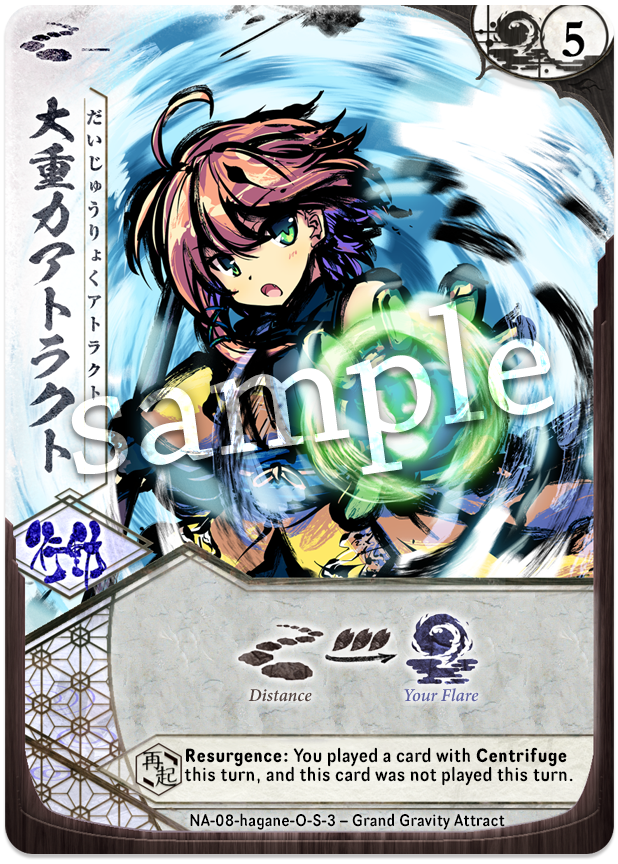 5
大重力アトラクト
だいじゅうりょくアトラクト
sample
行動
Distance
Your Flare
再起
Resurgence: You played a card with Centrifuge
this turn, and this card was not played this turn.
NA-08-hagane-O-S-3 – Grand Gravity Attract